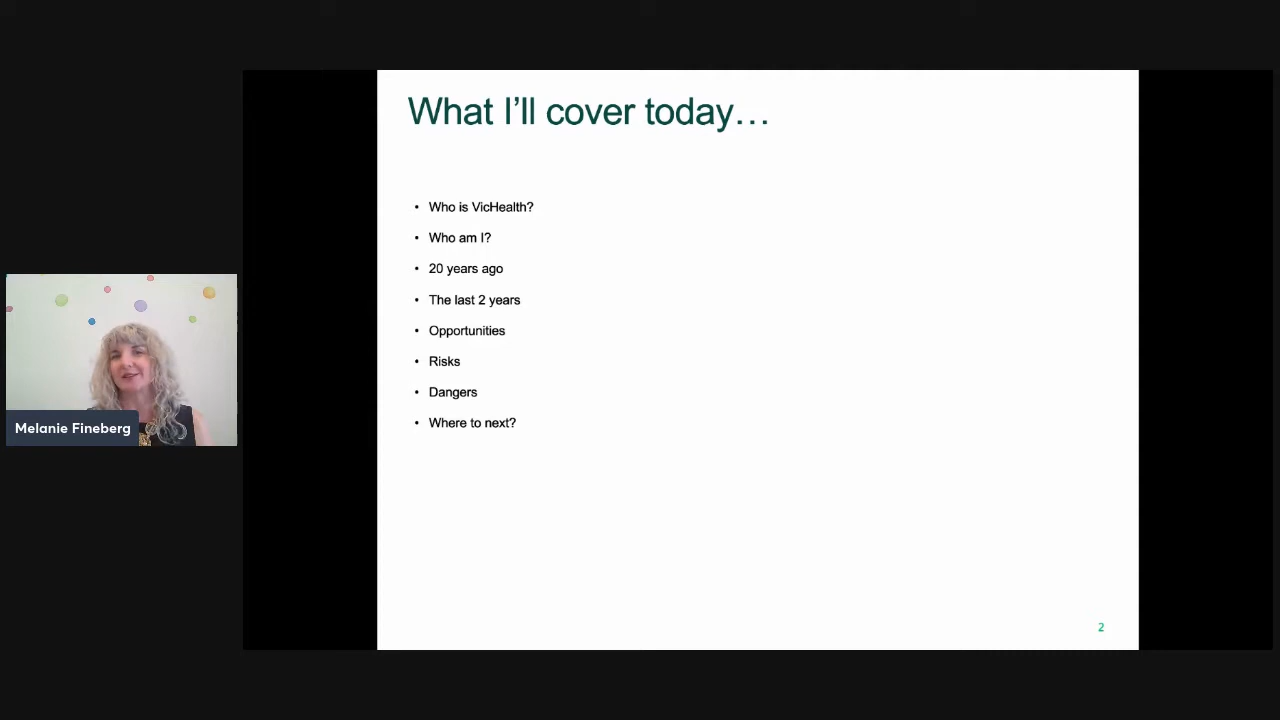 What I'll cover today…
• Who is VicHealth?
• Who am I?
• 20 years ago
• The last 2 years
• Opportunities
• Risks
• Dangers
• Where to next?
Melanie Fineberg
2